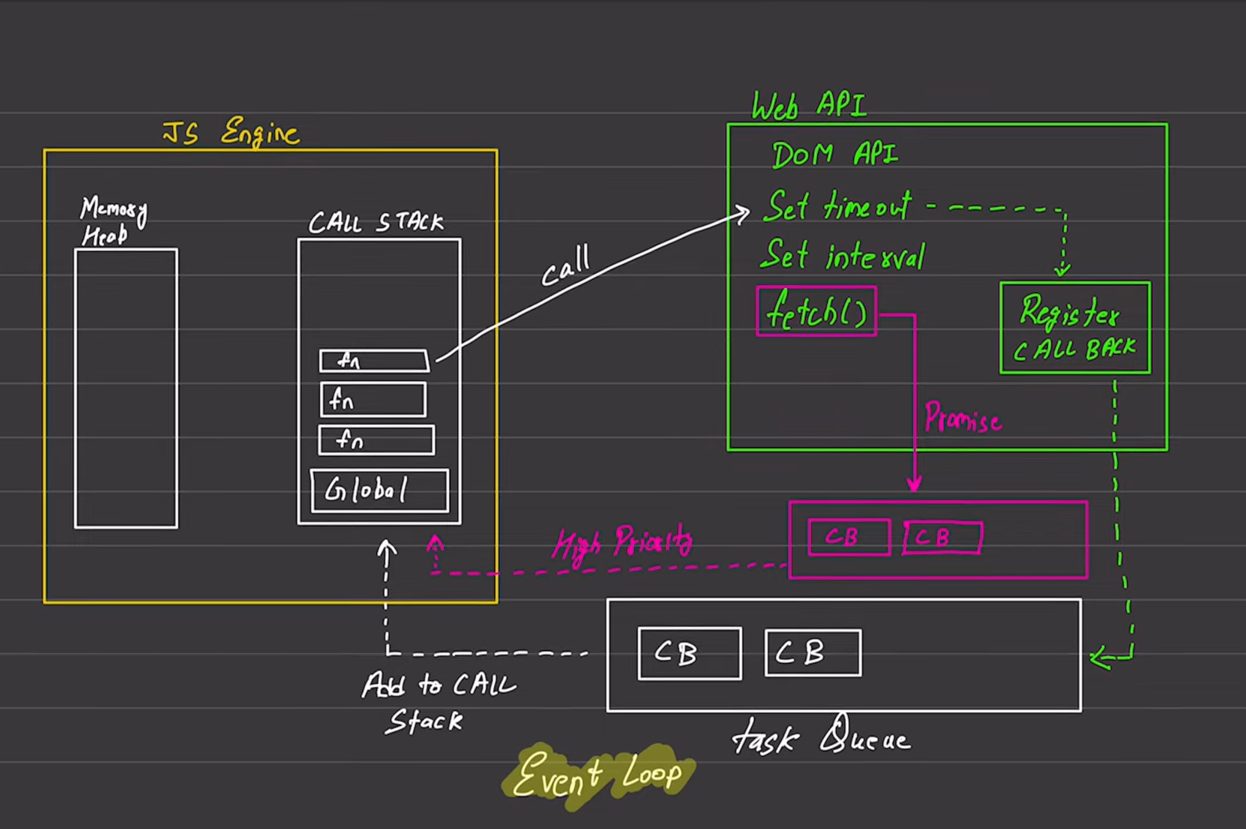 JS Engine
Memory
Heap
CALL STACK
fn
fn
fn
Global
call
Web API
DOM API
Set timeout
Set interval
fetch()
Register
CALL BACK
Promise
CB CB
High Priority
CB CB
Add to CALL
Stack
task Queue
Event Loop